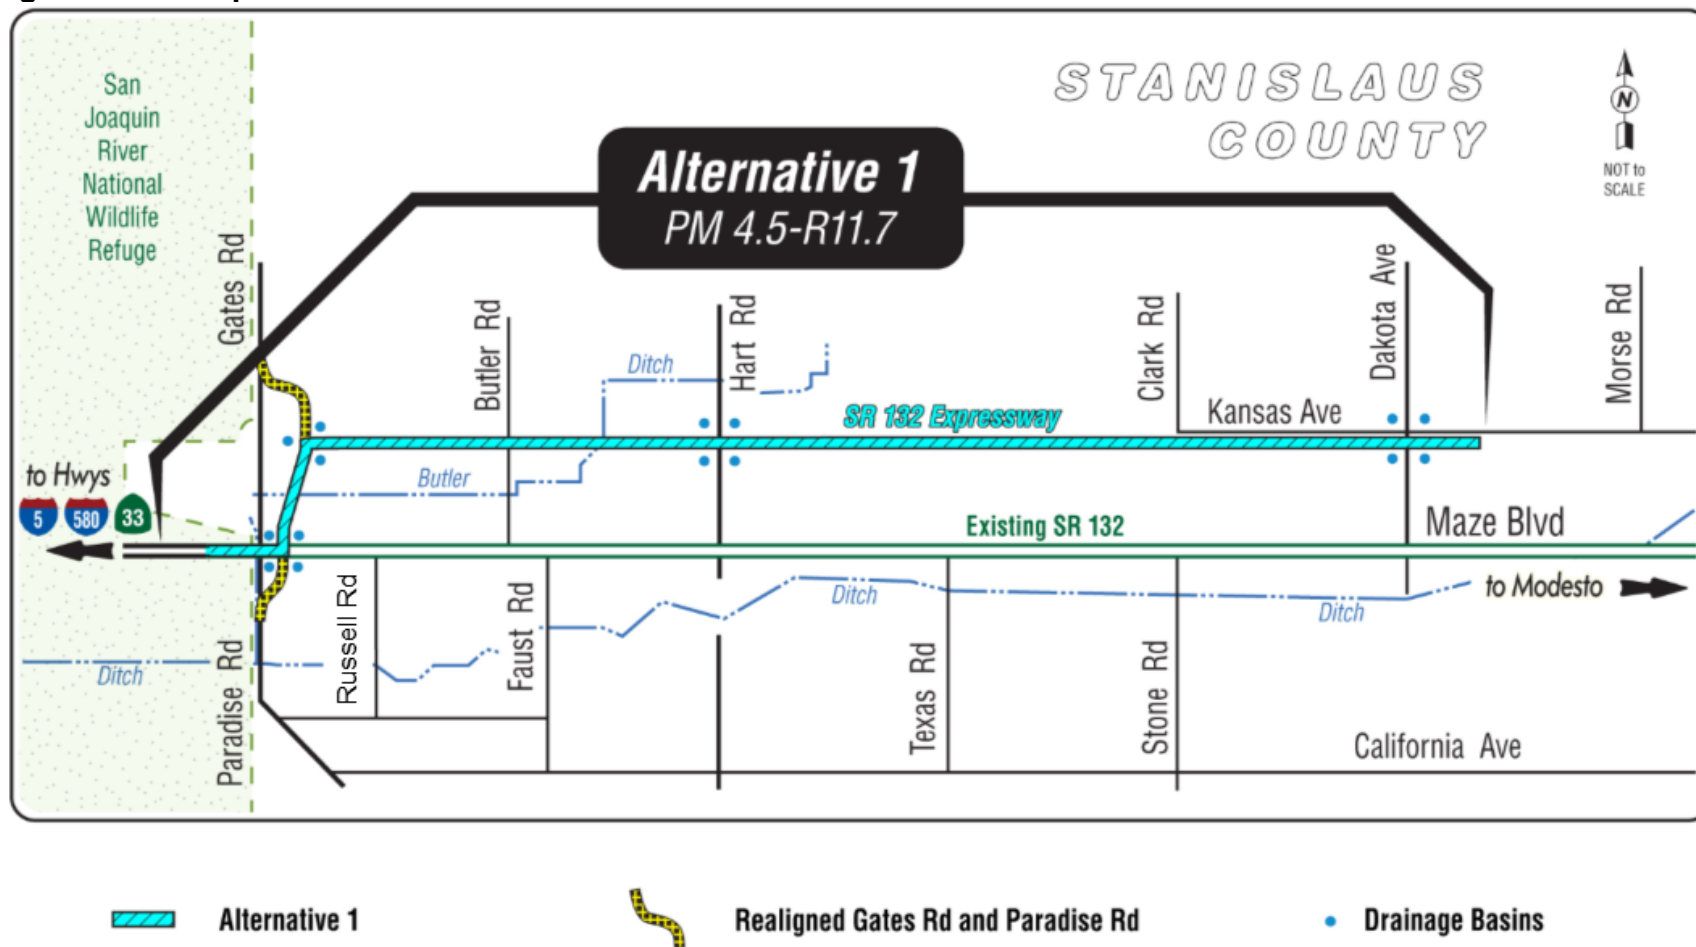 San
Joaquin
River
National
Wildlife
Refuge
STANISLAUS
COUNTY
N
NOT to
SCALE
Alternative 1
PM 4.5-R11.7
Gates Rd
Butler Rd
Hart Rd
Clark Rd
Dakota Ave
Morse Rd
Ditch
Kansas Ave
SR 132 Expressway
to Hwys
5
580
33
Butler
Existing SR 132
Maze Blvd
to Modesto
Ditch
Ditch
Ditch
Paradise Rd
Russell Rd
Faust Rd
Texas Rd
Stone Rd
California Ave
Alternative 1
Realigned Gates Rd and Paradise Rd
Drainage Basins